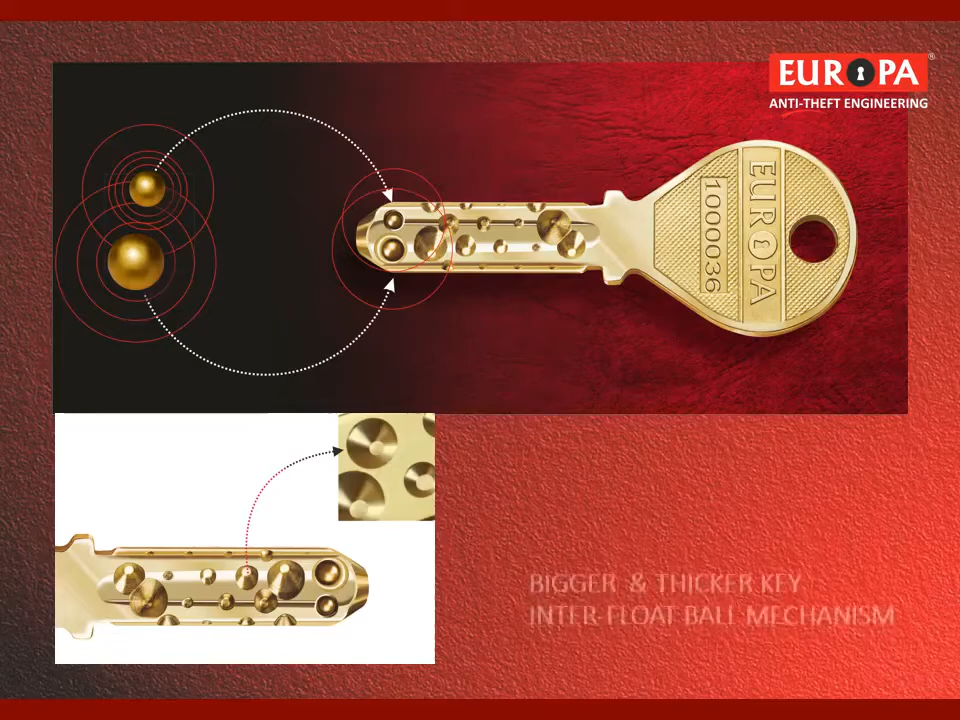 EUROPA®
ANTI-THEFT ENGINEERING
EUROPA
1000036
BIGGER & THICKER KEY
INTER-FLOAT BALL MECHANISM